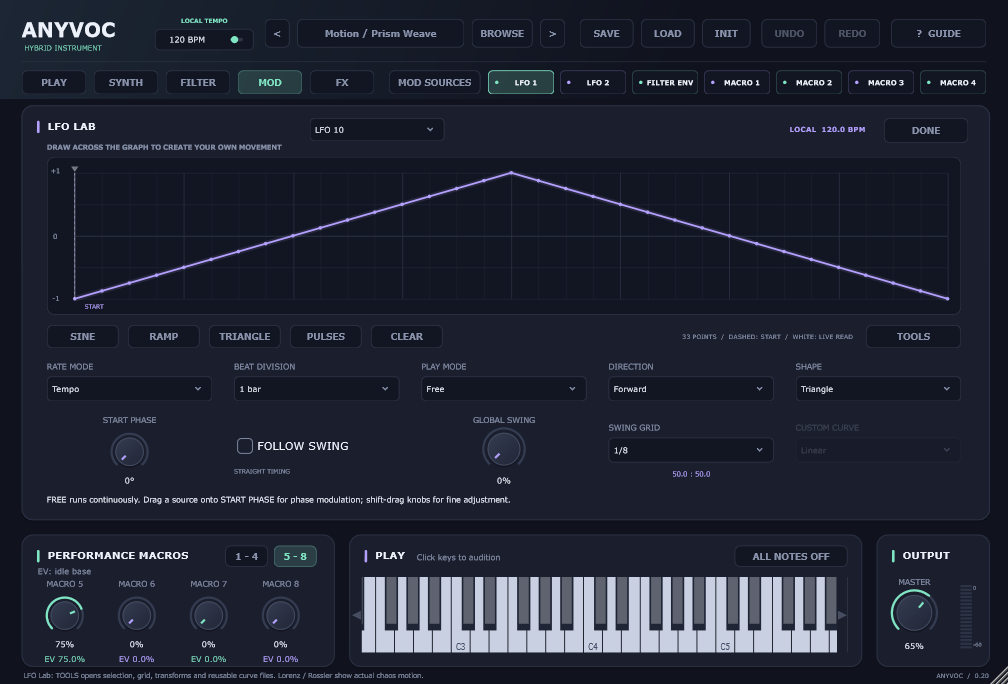 ANYVOC
HYBRID INSTRUMENT
LOCAL TEMPO
120 BPM
< Motion / Prism Weave BROWSE > SAVE LOAD INIT UNDO REDO ? GUIDE
PLAY SYNTH FILTER MOD FX MOD SOURCES LFO 1 LFO 2 FILTER ENV MACRO 1 MACRO 2 MACRO 3 MACRO 4
LFO LAB LFO 10 LOCAL 120.0 BPM DONE
DRAW ACROSS THE GRAPH TO CREATE YOUR OWN MOVEMENT
+1
0
-1
START
SINE RAMP TRIANGLE PULSES CLEAR 33 POINTS / DASHED: START / WHITE: LIVE READ TOOLS
RATE MODE BEAT DIVISION PLAY MODE DIRECTION SHAPE
Tempo 1 bar Free Forward Triangle
START PHASE GLOBAL SWING SWING GRID CUSTOM CURVE
FOLLOW SWING 1/8 Linear
STRAIGHT TIMING 50.0 : 50.0
0° 0%
FREE runs continuously. Drag a source onto START PHASE for phase modulation; shift-drag knobs for fine adjustment.
PERFORMANCE MACROS 1 - 4 5 - 8
EV: idle base
MACRO 5 MACRO 6 MACRO 7 MACRO 8
75% 0% 0% 0%
EV 75.0% EV 0.0% EV 0.0% EV 0.0%
PLAY Click keys to audition ALL NOTES OFF
C3 C4 C5
OUTPUT
MASTER
0
-60
65%
LFO Lab: TOOLS opens selection, grid, transforms and reusable curve files. Lorenz / Rossler show actual chaos motion.
ANYVOC / 0.20